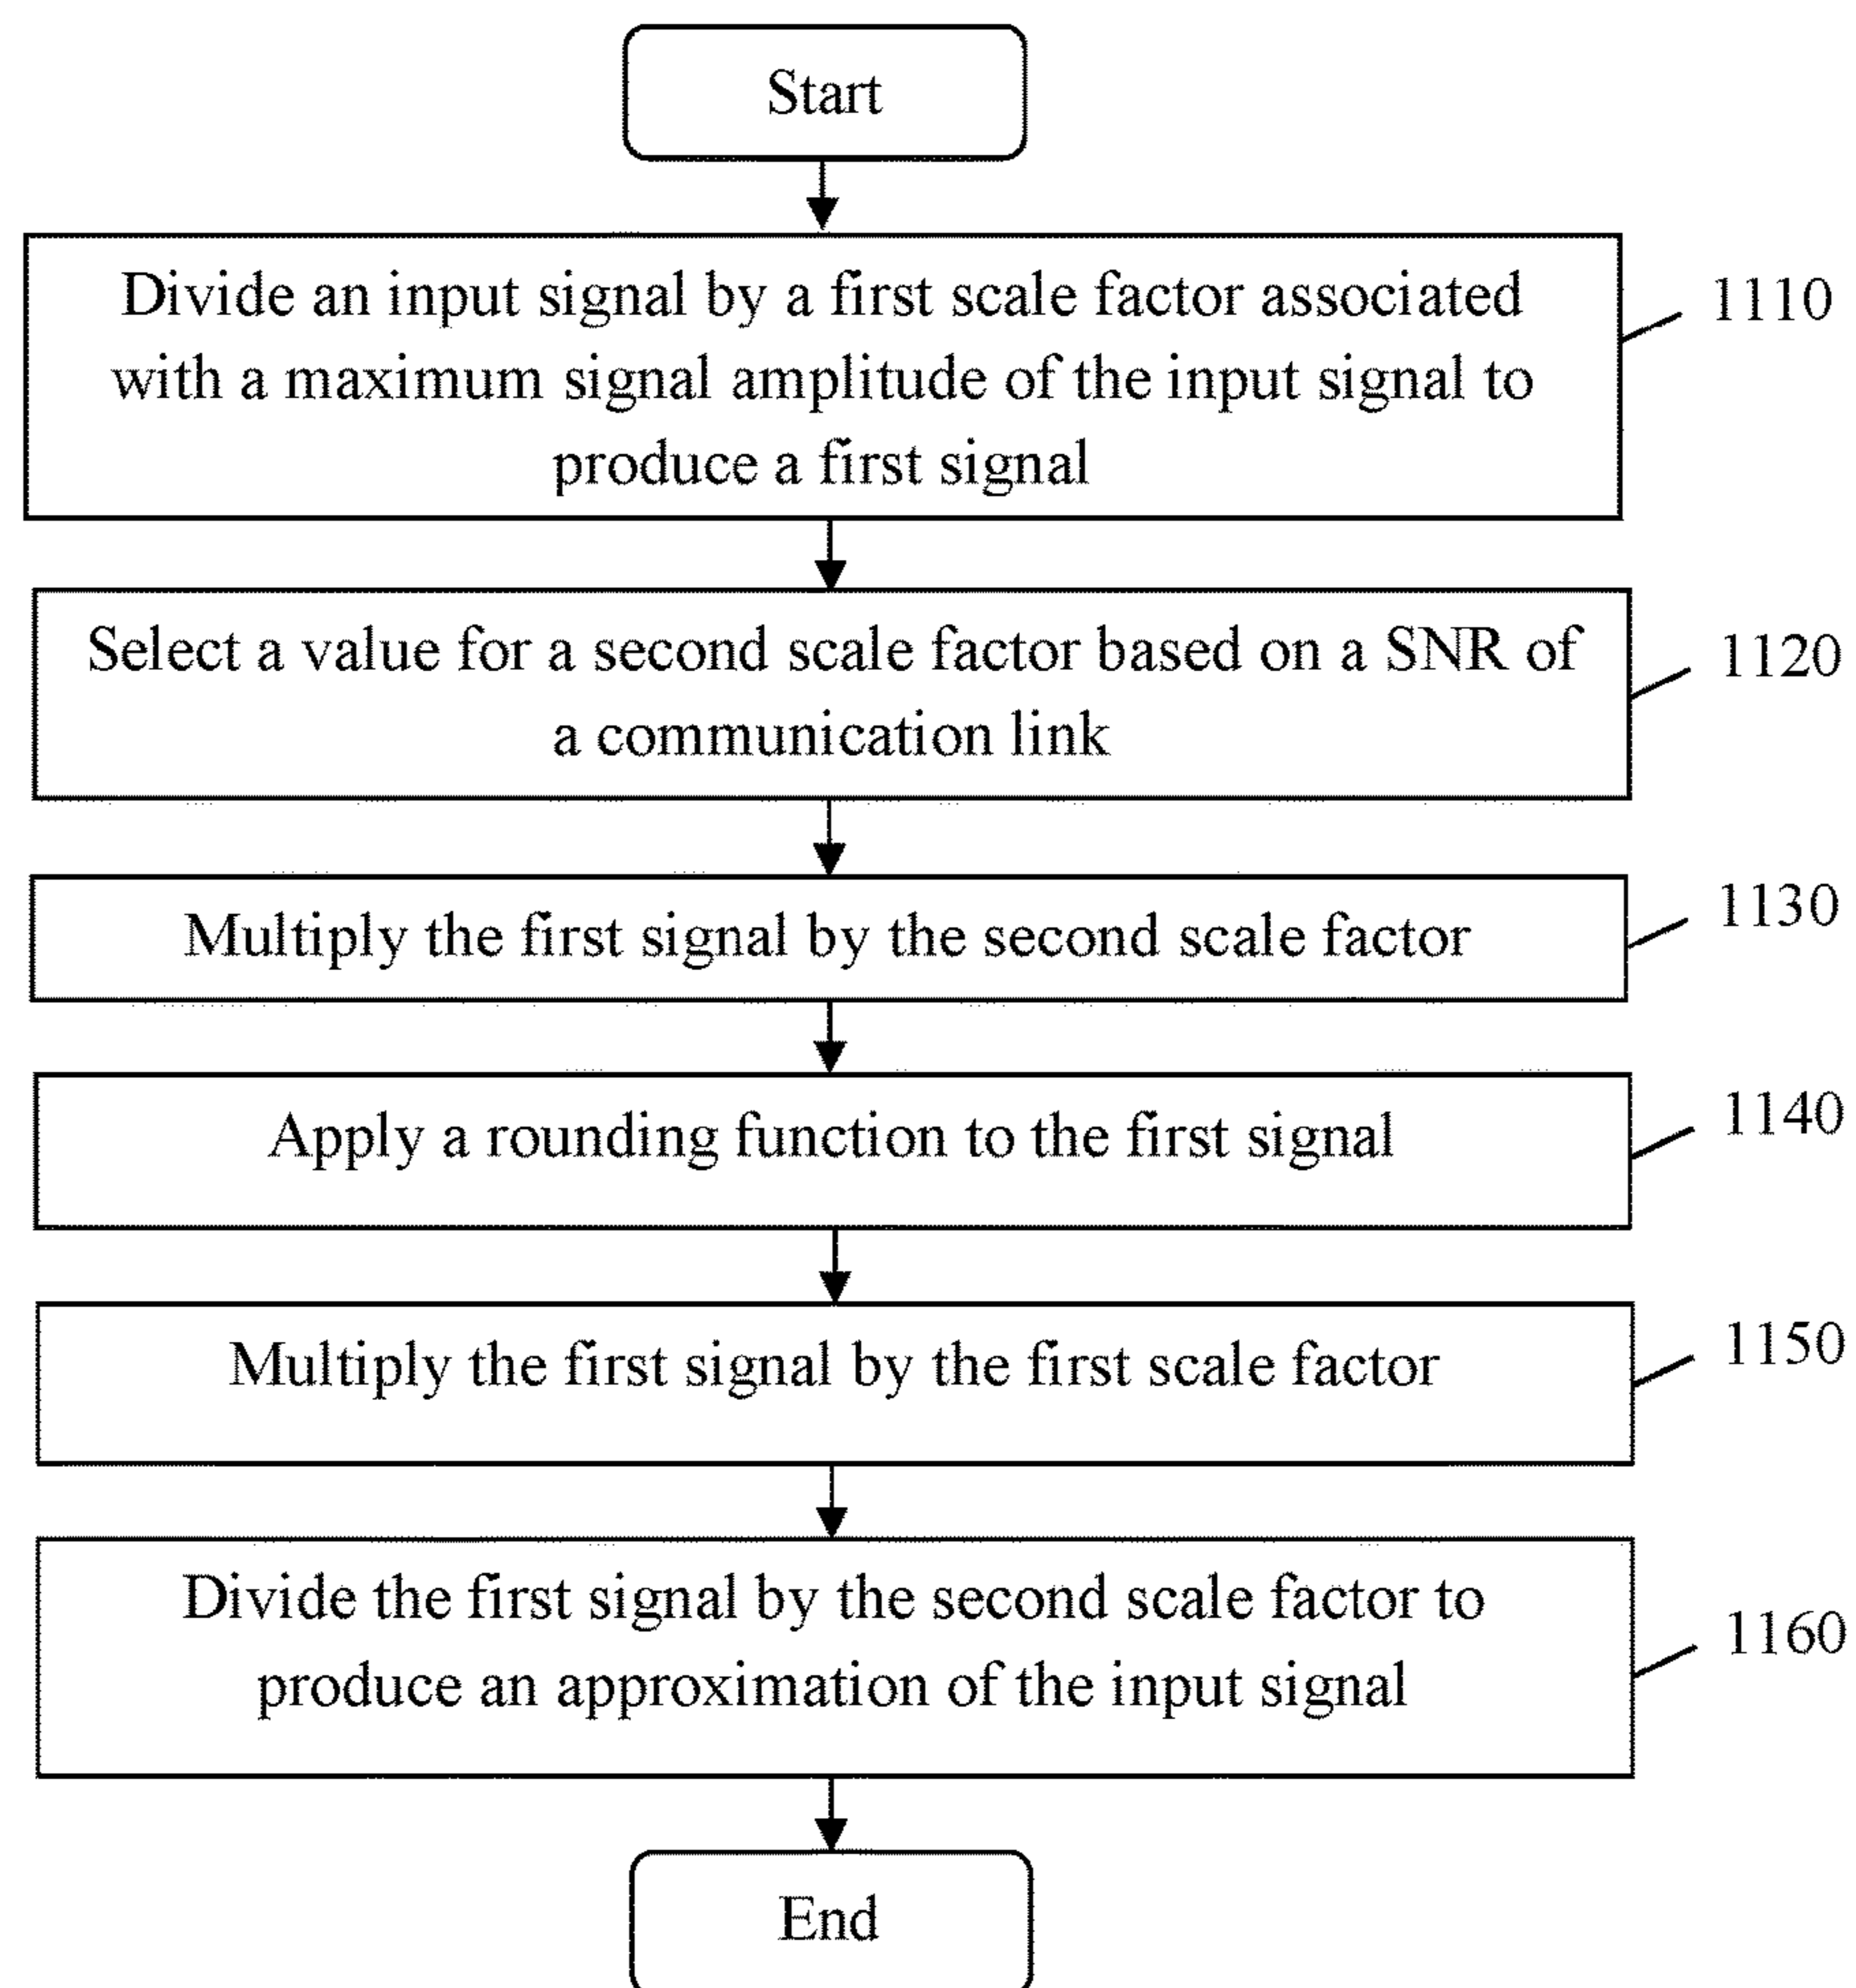 Start
Divide an input signal by a first scale factor associated
with a maximum signal amplitude of the input signal to
produce a first signal
1110
Select a value for a second scale factor based on a SNR of
a communication link
1120
Multiply the first signal by the second scale factor
1130
Apply a rounding function to the first signal
1140
Multiply the first signal by the first scale factor
1150
Divide the first signal by the second scale factor to
produce an approximation of the input signal
1160
End